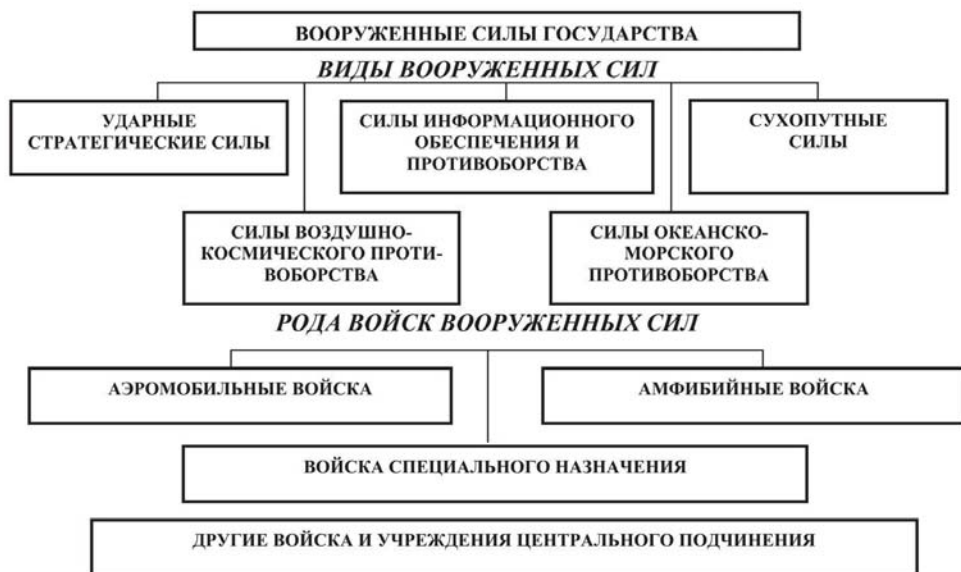 ВООРУЖЕННЫЕ СИЛЫ ГОСУДАРСТВА
ВИДЫ ВООРУЖЕННЫХ СИЛ
УДАРНЫЕ
СТРАТЕГИЧЕСКИЕ СИЛЫ
СИЛЫ ИНФОРМАЦИОННОГО
ОБЕСПЕЧЕНИЯ И
ПРОТИВОБОРСТВА
СУХОПУТНЫЕ
СИЛЫ
СИЛЫ ВОЗДУШНО-
КОСМИЧЕСКОГО ПРОТИ-
ВОБОРСТВА
СИЛЫ ОКЕАНСКО-
МОРСКОГО
ПРОТИВОБОРСТВА
РОДА ВОЙСК ВООРУЖЕННЫХ СИЛ
АЭРОМОБИЛЬНЫЕ ВОЙСКА
АМФИБИЙНЫЕ ВОЙСКА
ВОЙСКА СПЕЦИАЛЬНОГО НАЗНАЧЕНИЯ
ДРУГИЕ ВОЙСКА И УЧРЕЖДЕНИЯ ЦЕНТРАЛЬНОГО ПОДЧИНЕНИЯ